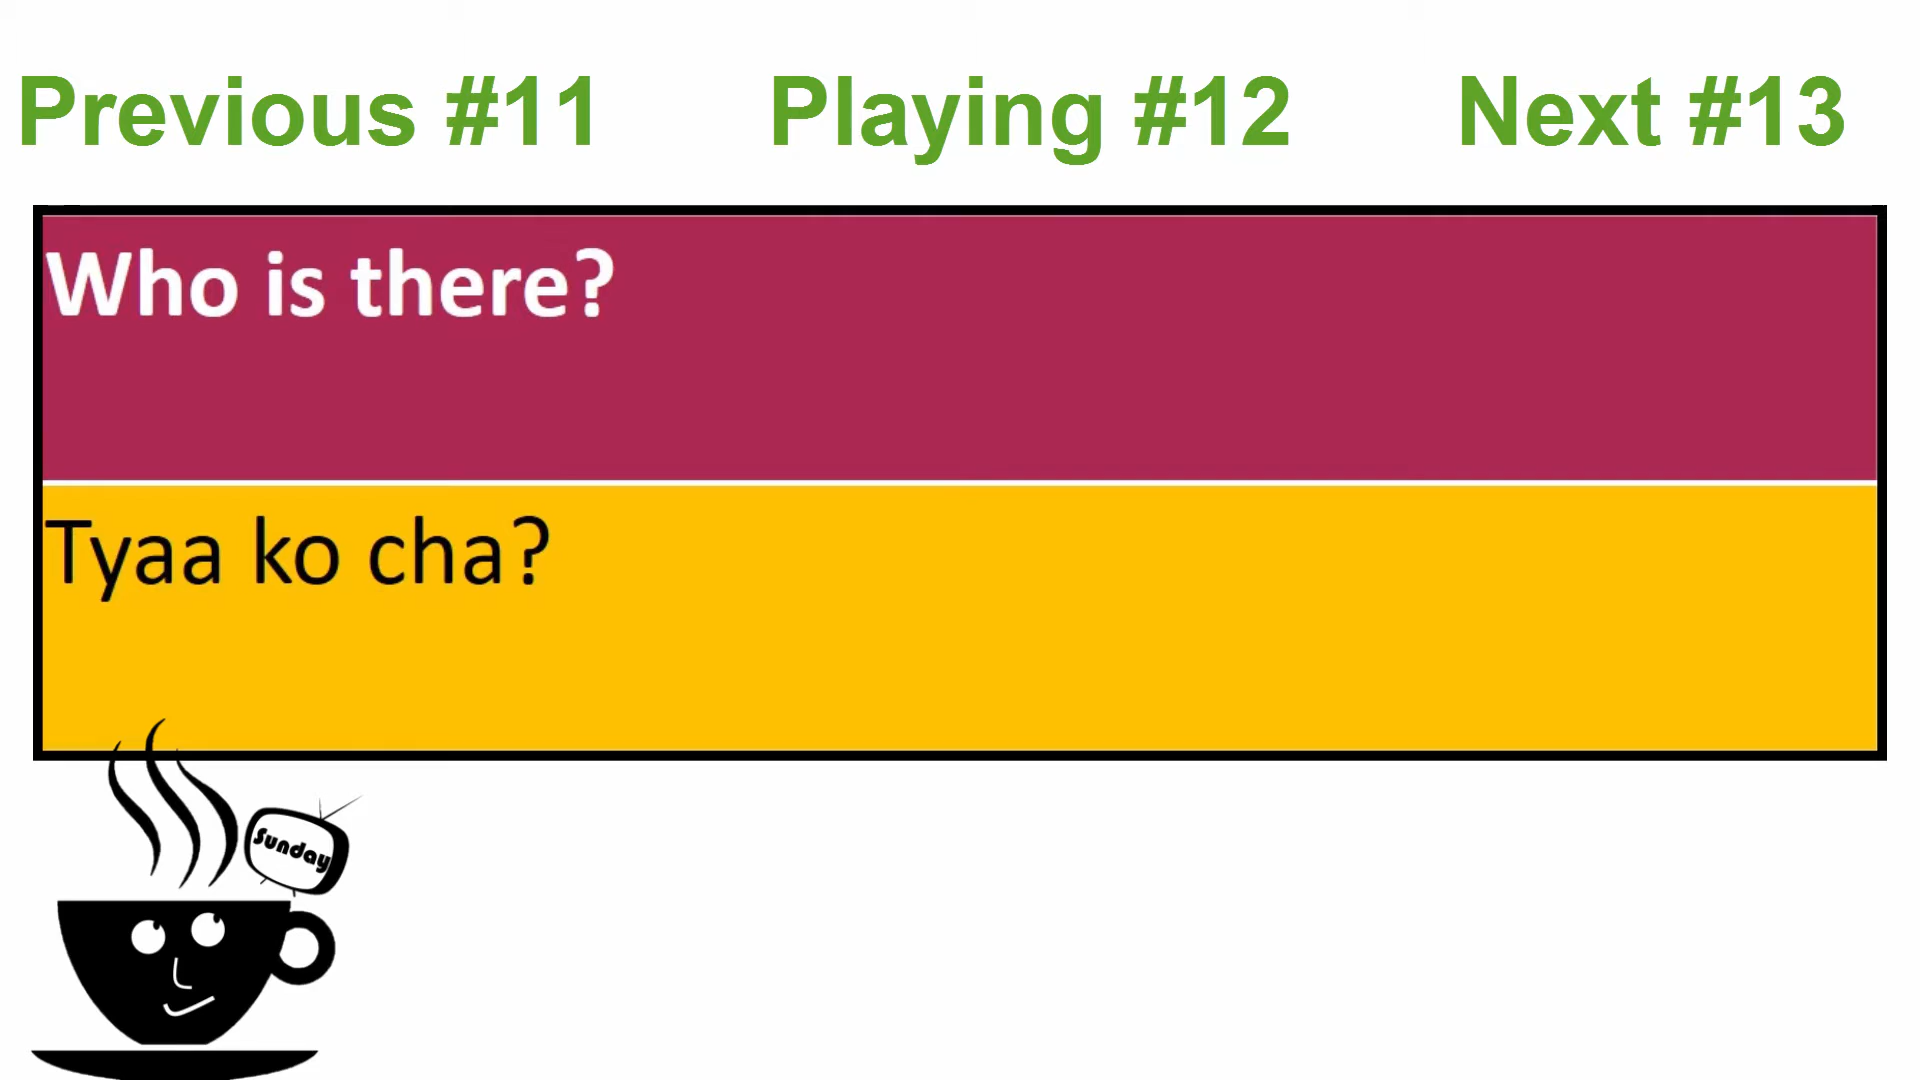 Previous #11 Playing #12 Next #13
Who is there?
Tyaa ko cha?
Sunday